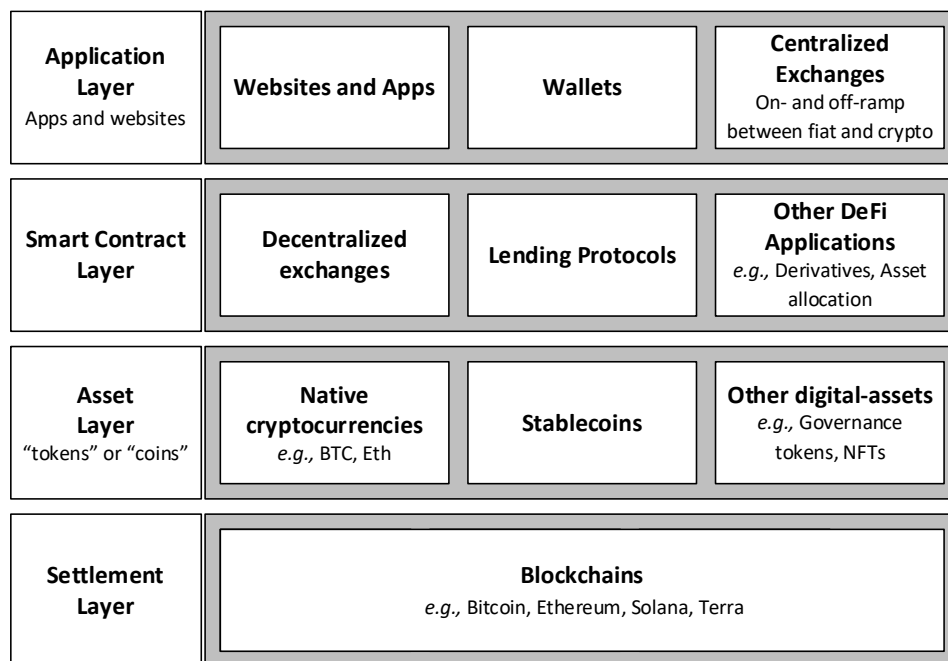 Application
Layer
Apps and websites
Websites and Apps
Wallets
Centralized
Exchanges
On- and off-ramp
between fiat and crypto
Smart Contract
Layer
Decentralized
exchanges
Lending Protocols
Other DeFi
Applications
e.g., Derivatives, Asset
allocation
Asset
Layer
“tokens” or “coins”
Native
cryptocurrencies
e.g., BTC, Eth
Stablecoins
Other digital-assets
e.g., Governance
tokens, NFTs
Settlement
Layer
Blockchains
e.g., Bitcoin, Ethereum, Solana, Terra